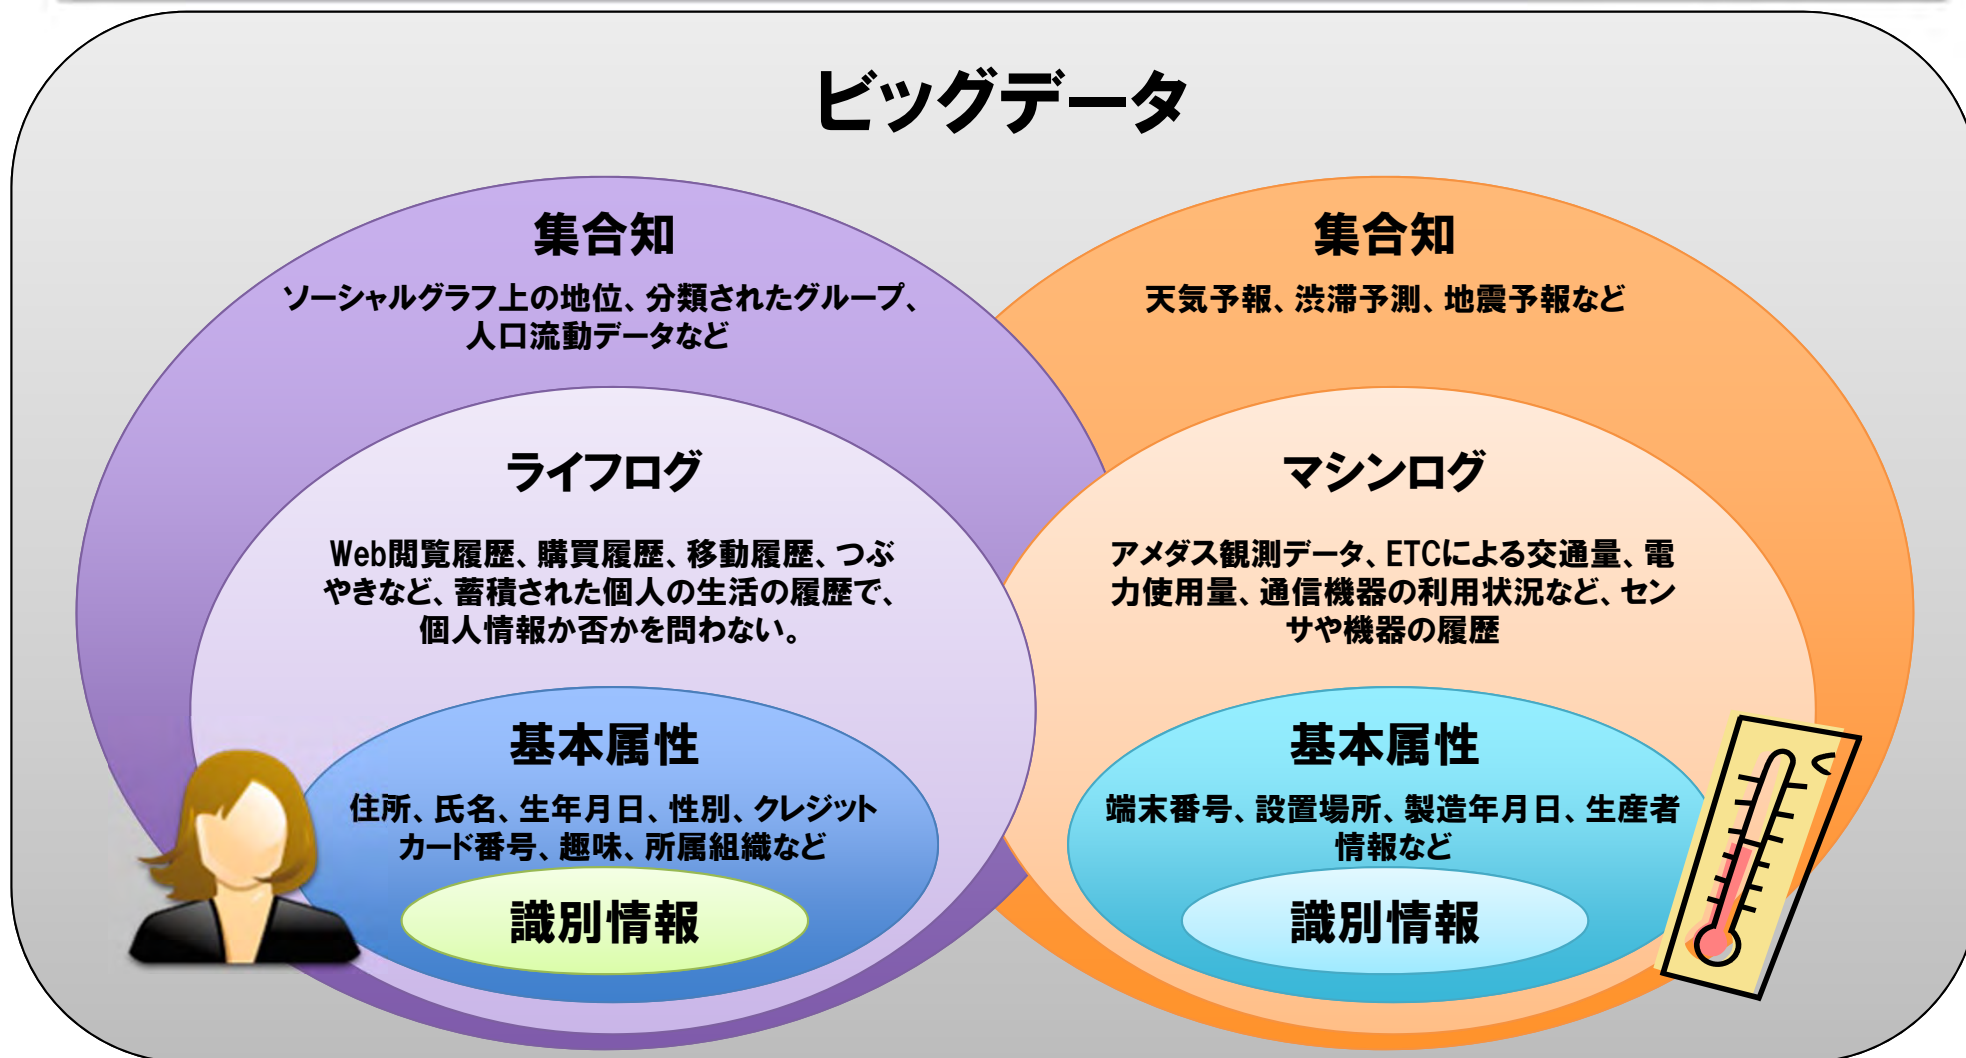 ビッグデータ
集合知
ソーシャルグラフ上の地位、分類されたグループ、
人口流動データなど
ライフログ
Web閲覧履歴、購買履歴、移動履歴、つぶ
やきなど、蓄積された個人の生活の履歴で、
個人情報か否かを問わない。
基本属性
住所、氏名、生年月日、性別、クレジット
カード番号、趣味、所属組織など
識別情報
集合知
天気予報、渋滞予測、地震予報など
マシンログ
アメダス観測データ、ETCによる交通量、電
力使用量、通信機器の利用状況など、セン
サや機器の履歴
基本属性
端末番号、設置場所、製造年月日、生産者
情報など
識別情報